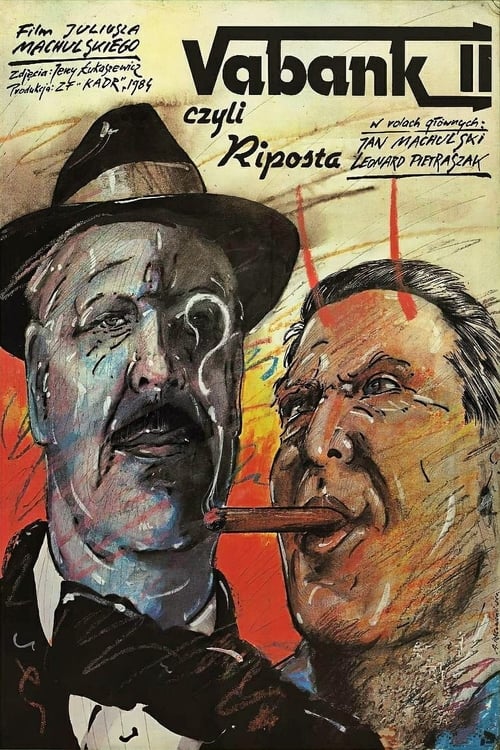 Film JULIUSZA
MACHULSKIEGO
Zdjęcia: Jerzy Łukaszewicz
Produkcja: ZF-"KADR", 1984
Vabank II
czyli
Riposta
w rolach głównych:
JAN MACHULSKI
LEONARD PIETRASZAK